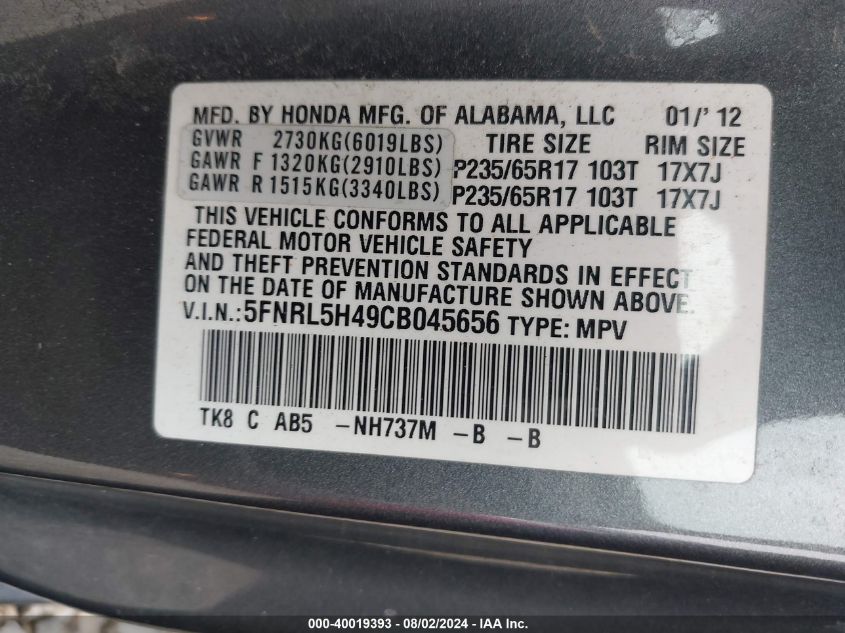 MFD. BY HONDA MFG. OF ALABAMA, LLC 01/' 12
GVWR 2730KG(6019LBS) TIRE SIZE RIM SIZE
GAWR F 1320KG(2910LBS) P235/65R17 103T 17X7J
GAWR R 1515KG(3340LBS) P235/65R17 103T 17X7J
THIS VEHICLE CONFORMS TO ALL APPLICABLE
FEDERAL MOTOR VEHICLE SAFETY
AND THEFT PREVENTION STANDARDS IN EFFECT
ON THE DATE OF MANUFACTURE SHOWN ABOVE.
V.I.N.: 5FNRL5H49CB045656 TYPE: MPV
TK8 C AB5 -NH737M -B -B
000-40019393 - 08/02/2024 - IAA Inc.